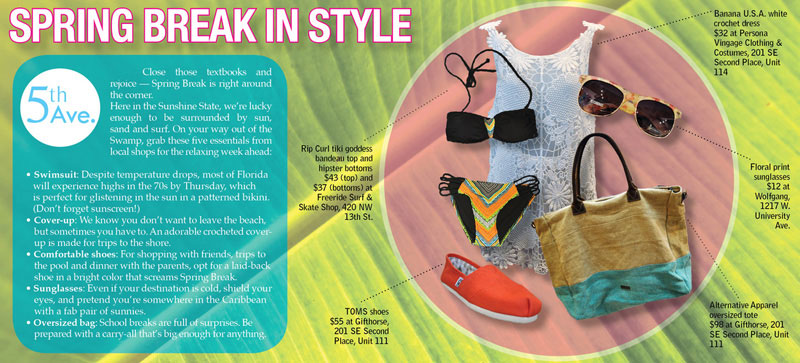 SPRING BREAK IN STYLE
5th
Ave.
Close those textbooks and
rejoice — Spring Break is right around
the corner.
Here in the Sunshine State, we're lucky
enough to be surrounded by sun,
sand and surf. On your way out of the
Swamp, grab these five essentials from
local shops for the relaxing week ahead:
• Swimsuit: Despite temperature drops, most of Florida
will experience highs in the 70s by Thursday, which
is perfect for glistening in the sun in a patterned bikini.
(Don't forget sunscreen!)
• Cover-up: We know you don't want to leave the beach,
but sometimes you have to. An adorable crocheted cover-
up is made for trips to the shore.
• Comfortable shoes: For shopping with friends, trips to
the pool and dinner with the parents, opt for a laid-back
shoe in a bright color that screams Spring Break.
• Sunglasses: Even if your destination is cold, shield your
eyes, and pretend you're somewhere in the Caribbean
with a fab pair of sunnies.
• Oversized bag: School breaks are full of surprises. Be
prepared with a carry-all that's big enough for anything.
Rip Curl tiki goddess
bandeau top and
hipster bottoms
$43 (top) and
$37 (bottoms) at
Freeride Surf &
Skate Shop, 420 NW
13th St.
TOMS shoes
$55 at Gifthorse,
201 SE Second
Place, Unit 111
Banana U.S.A. white
crochet dress
$32 at Persona
Vingage Clothing &
Costumes, 201 SE
Second Place, Unit
114
Floral print
sunglasses
$12 at
Wolfgang,
1217 W.
University
Ave.
Alternative Apparel
oversized tote
$98 at Gifthorse, 201
SE Second Place, Unit
111